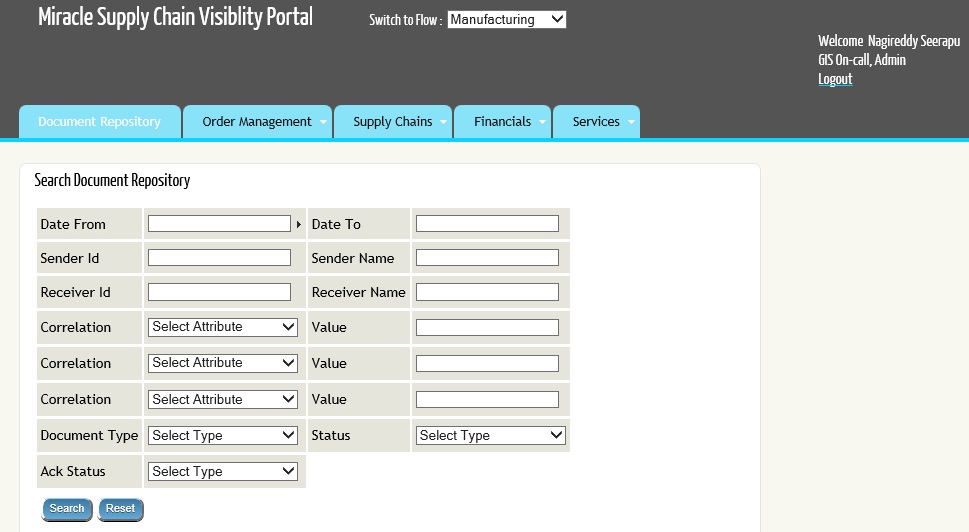 Miracle Supply Chain Visiblity Portal
Switch to Flow : Manufacturing
Welcome Nagireddy Seerapu
GIS On-call, Admin
Logout
Document Repository Order Management Supply Chains Financials Services
Search Document Repository
Date From Date To
Sender Id Sender Name
Receiver Id Receiver Name
Correlation Select Attribute Value
Correlation Select Attribute Value
Correlation Select Attribute Value
Document Type Select Type Status Select Type
Ack Status Select Type
Search Reset